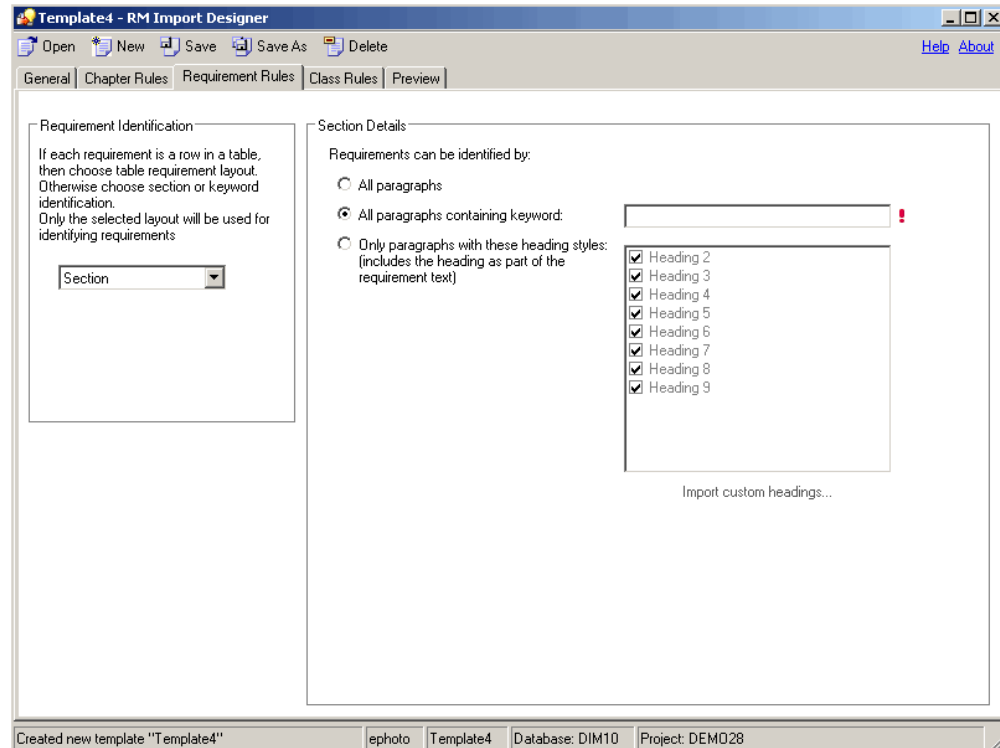 Template4 - RM Import Designer
Open New Save Save As Delete Help About
General Chapter Rules Requirement Rules Class Rules Preview
Requirement Identification
If each requirement is a row in a table,
then choose table requirement layout.
Otherwise choose section or keyword
identification.
Only the selected layout will be used for
identifying requirements
Section
Section Details
Requirements can be identified by:
All paragraphs
All paragraphs containing keyword: !
Only paragraphs with these heading styles:
(includes the heading as part of the
requirement text)
Heading 2
Heading 3
Heading 4
Heading 5
Heading 6
Heading 7
Heading 8
Heading 9
Import custom headings...
Created new template "Template4" ephoto Template4 Database: DIM10 Project: DEMO28